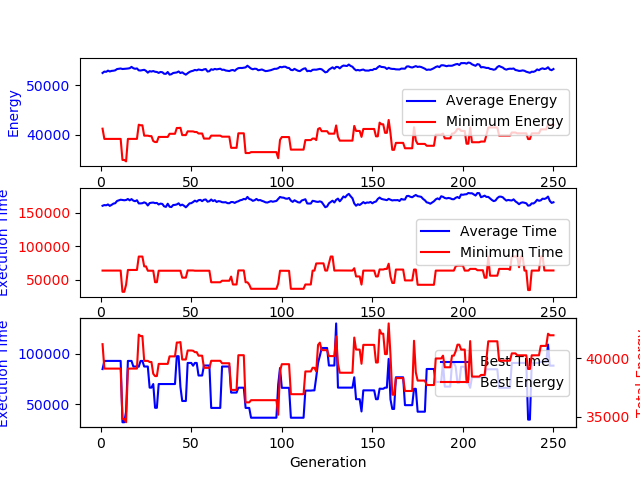 50000
40000
Energy
Average Energy
Minimum Energy
0 50 100 150 200 250
150000
100000
50000
Execution Time
Average Time
Minimum Time
0 50 100 150 200 250
100000
50000
Execution Time
Best Time
Best Energy
40000
35000
Total Energy
0 50 100 150 200 250
Generation